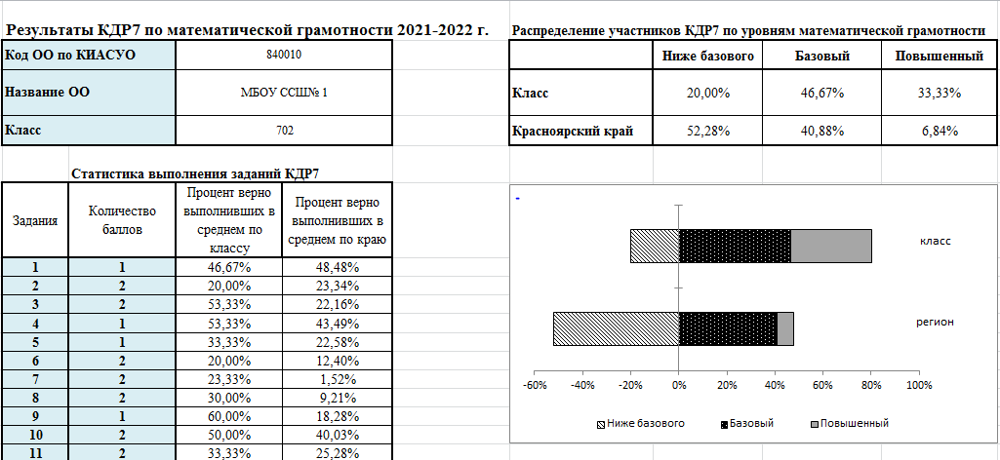 Результаты КДР7 по математической грамотности 2021-2022 г.
Код ОО по КИАСУО 840010
Название ОО МБОУ ССШ№ 1
Класс 702
Распределение участников КДР7 по уровням математической грамотности
Ниже базового Базовый Повышенный
Класс 20,00% 46,67% 33,33%
Красноярский край 52,28% 40,88% 6,84%
Статистика выполнения заданий КДР7
Задания
Количество
баллов
Процент верно
выполнивших в
среднем по
классу
Процент верно
выполнивших в
среднем по краю
1 1 46,67% 48,48%
2 2 20,00% 23,34%
3 2 53,33% 22,16%
4 1 53,33% 43,49%
5 1 33,33% 22,58%
6 2 20,00% 12,40%
7 2 23,33% 1,52%
8 2 30,00% 9,21%
9 1 60,00% 18,28%
10 2 50,00% 40,03%
11 2 33,33% 25,28%
-
класс
регион
-60% -40% -20% 0% 20% 40% 60% 80% 100%
Ниже базового Базовый Повышенный